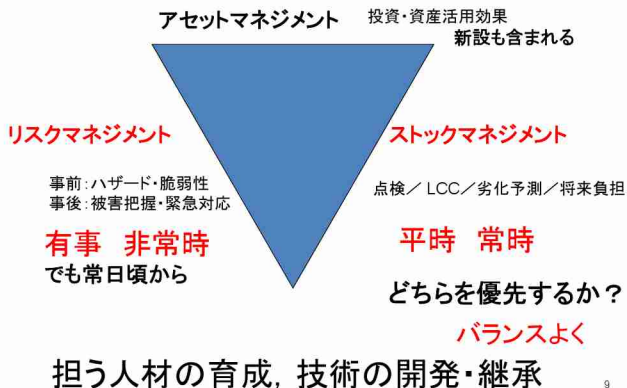 アセットマネジメント
投資・資産活用効果
新設も含まれる
リスクマネジメント
ストックマネジメント
事前:ハザード・脆弱性
事後:被害把握・緊急対応
点検/LCC/劣化予測/将来負担
有事 非常時
でも常日頃から
平時 常時
どちらを優先するか?
バランスよく
担う人材の育成,技術の開発・継承
9